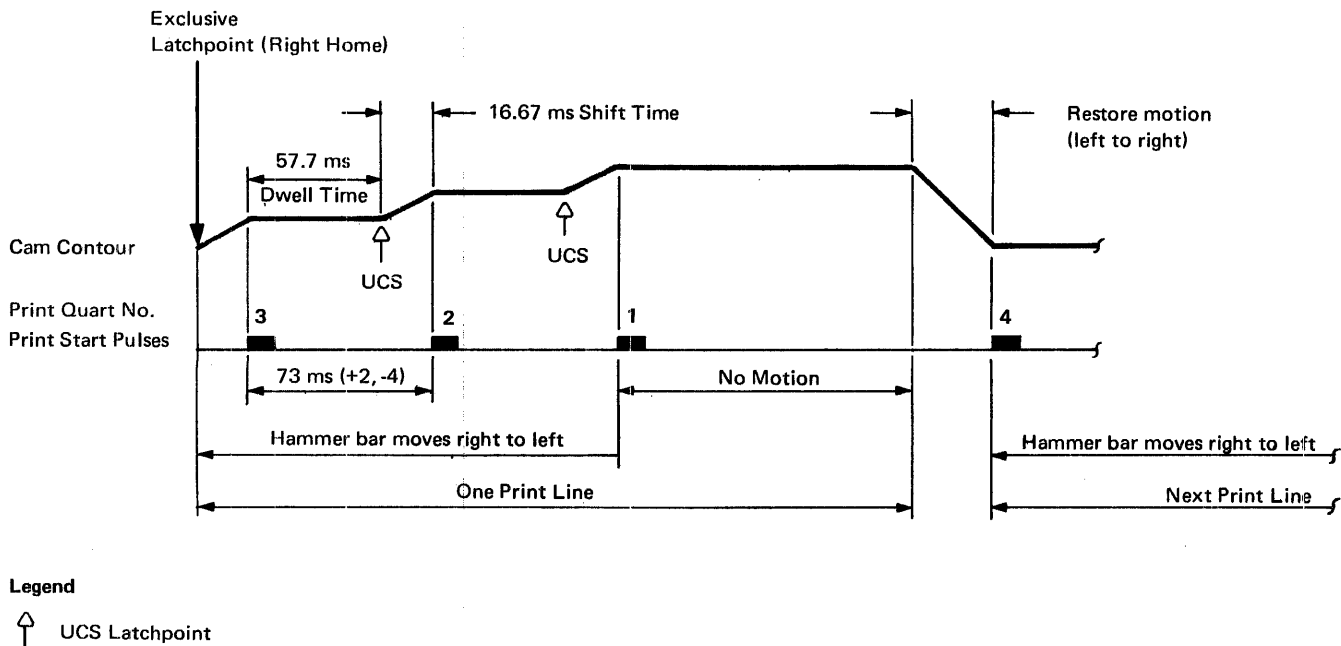 Exclusive
Latchpoint (Right Home)
16.67 ms Shift Time
Restore motion
(left to right)
57.7 ms
Dwell Time
Cam Contour
UCS
UCS
Print Quart No.
3
2
1
4
Print Start Pulses
73 ms (+2, -4)
No Motion
Hammer bar moves right to left
Hammer bar moves right to left
One Print Line
Next Print Line
Legend
UCS Latchpoint